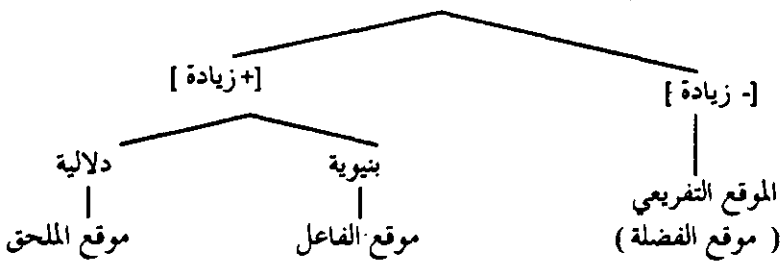 [- زيادة ]
[+ زيادة ]
الموقع التفريعي
( موقع الفضلة )
بنيوية
موقع الفاعل
دلالية
موقع الملحق